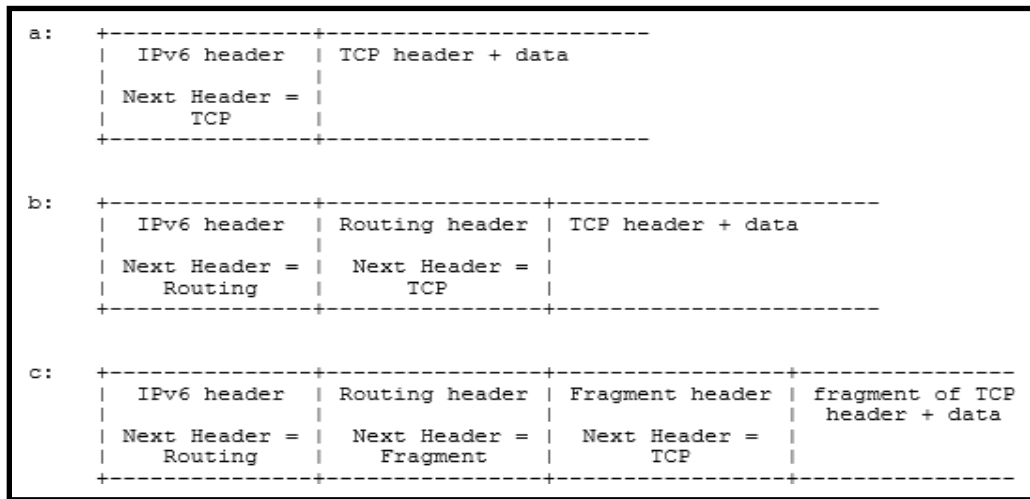 a: +---------------+------------------------
| IPv6 header | TCP header + data
| |
| Next Header = |
| TCP |
+---------------+------------------------
b: +---------------+----------------+------------------------
| IPv6 header | Routing header | TCP header + data
| | |
| Next Header = | Next Header = |
| Routing | TCP |
+---------------+----------------+------------------------
c: +---------------+----------------+-----------------+-----------------
| IPv6 header | Routing header | Fragment header | fragment of TCP
| | | | header + data
| Next Header = | Next Header = | Next Header = |
| Routing | Fragment | TCP |
+---------------+----------------+-----------------+-----------------